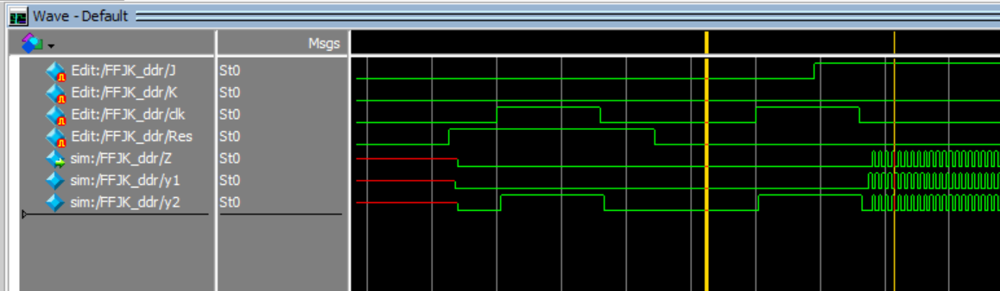 Wave - Default
Msgs
Edit:/FFJK_ddr/J St0
Edit:/FFJK_ddr/K St0
Edit:/FFJK_ddr/clk St0
Edit:/FFJK_ddr/Res St0
sim:/FFJK_ddr/Z St0
sim:/FFJK_ddr/y1 St0
sim:/FFJK_ddr/y2 St0